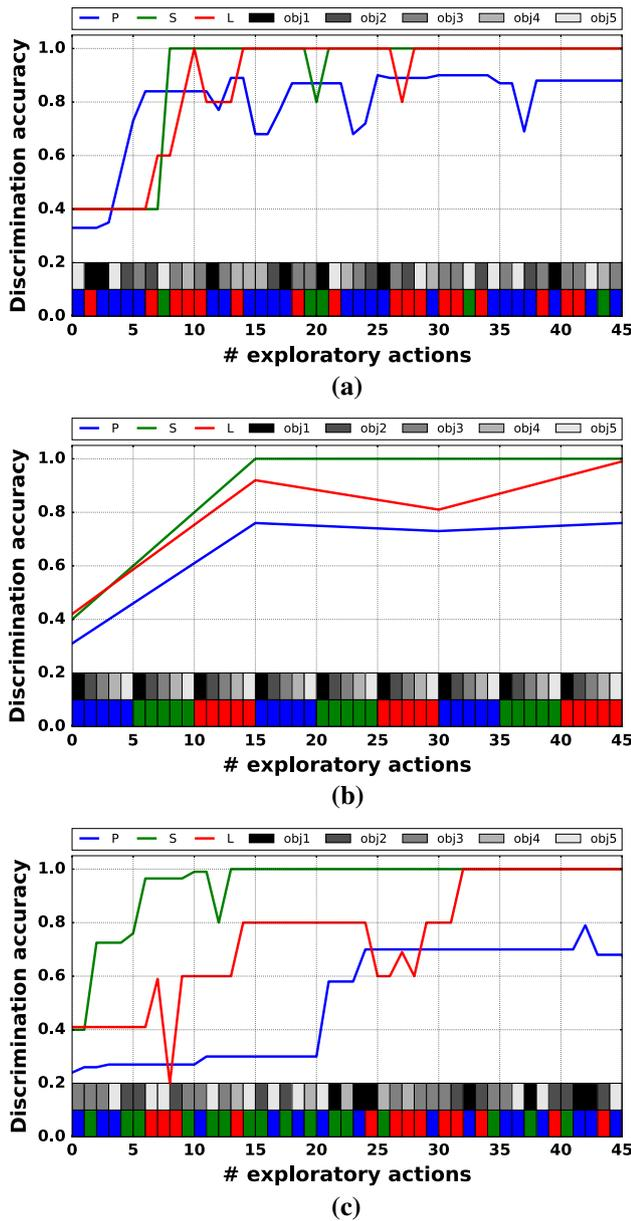 P S L obj1 obj2 obj3 obj4 obj5
Discrimination accuracy
1.0
0.8
0.6
0.4
0.2
0.0
0 5 10 15 20 25 30 35 40 45
# exploratory actions
(a)
P S L obj1 obj2 obj3 obj4 obj5
Discrimination accuracy
1.0
0.8
0.6
0.4
0.2
0.0
0 5 10 15 20 25 30 35 40 45
# exploratory actions
(b)
P S L obj1 obj2 obj3 obj4 obj5
Discrimination accuracy
1.0
0.8
0.6
0.4
0.2
0.0
0 5 10 15 20 25 30 35 40 45
# exploratory actions
(c)